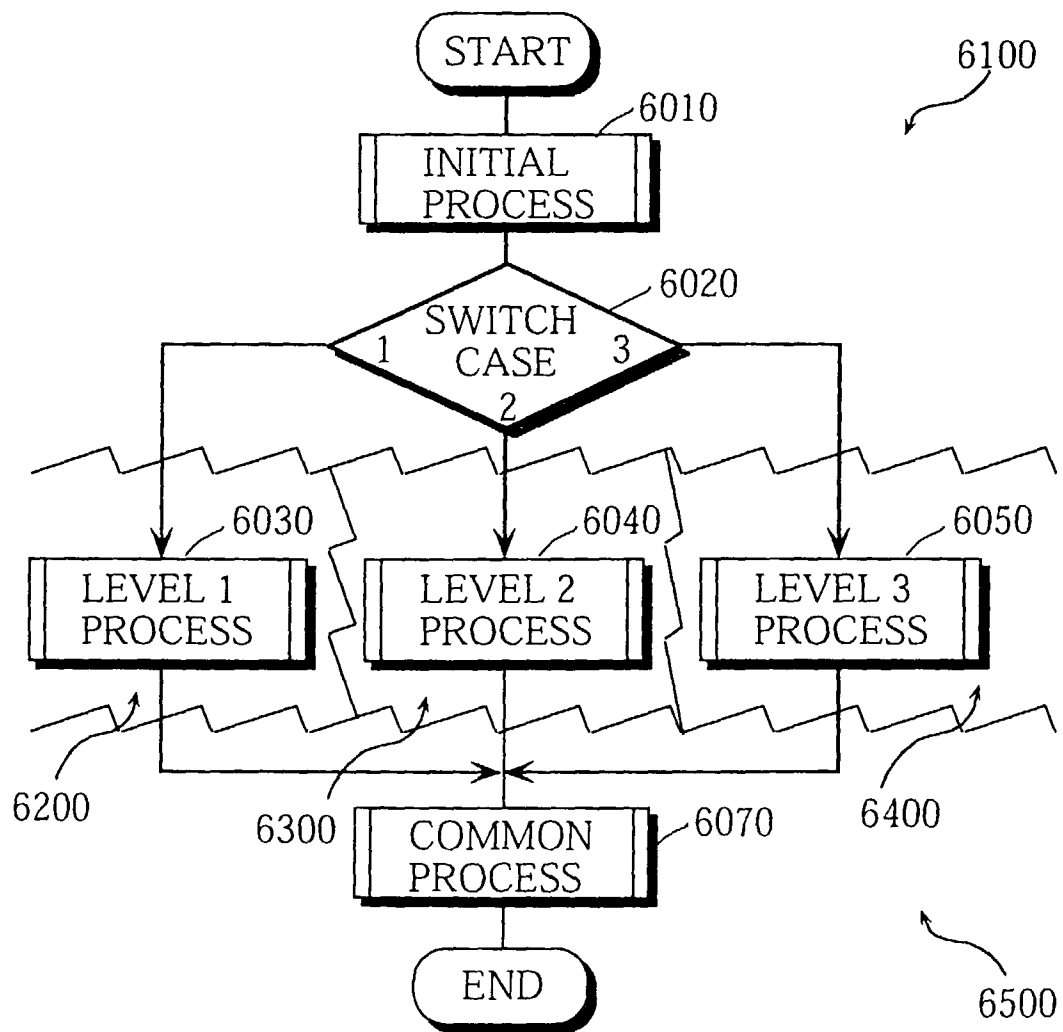 START
6100
6010
INITIAL
PROCESS
6020
SWITCH
1 CASE 3
2
6030
6040
6050
LEVEL 1
PROCESS
LEVEL 2
PROCESS
LEVEL 3
PROCESS
6200
6300
6400
6070
COMMON
PROCESS
END
6500